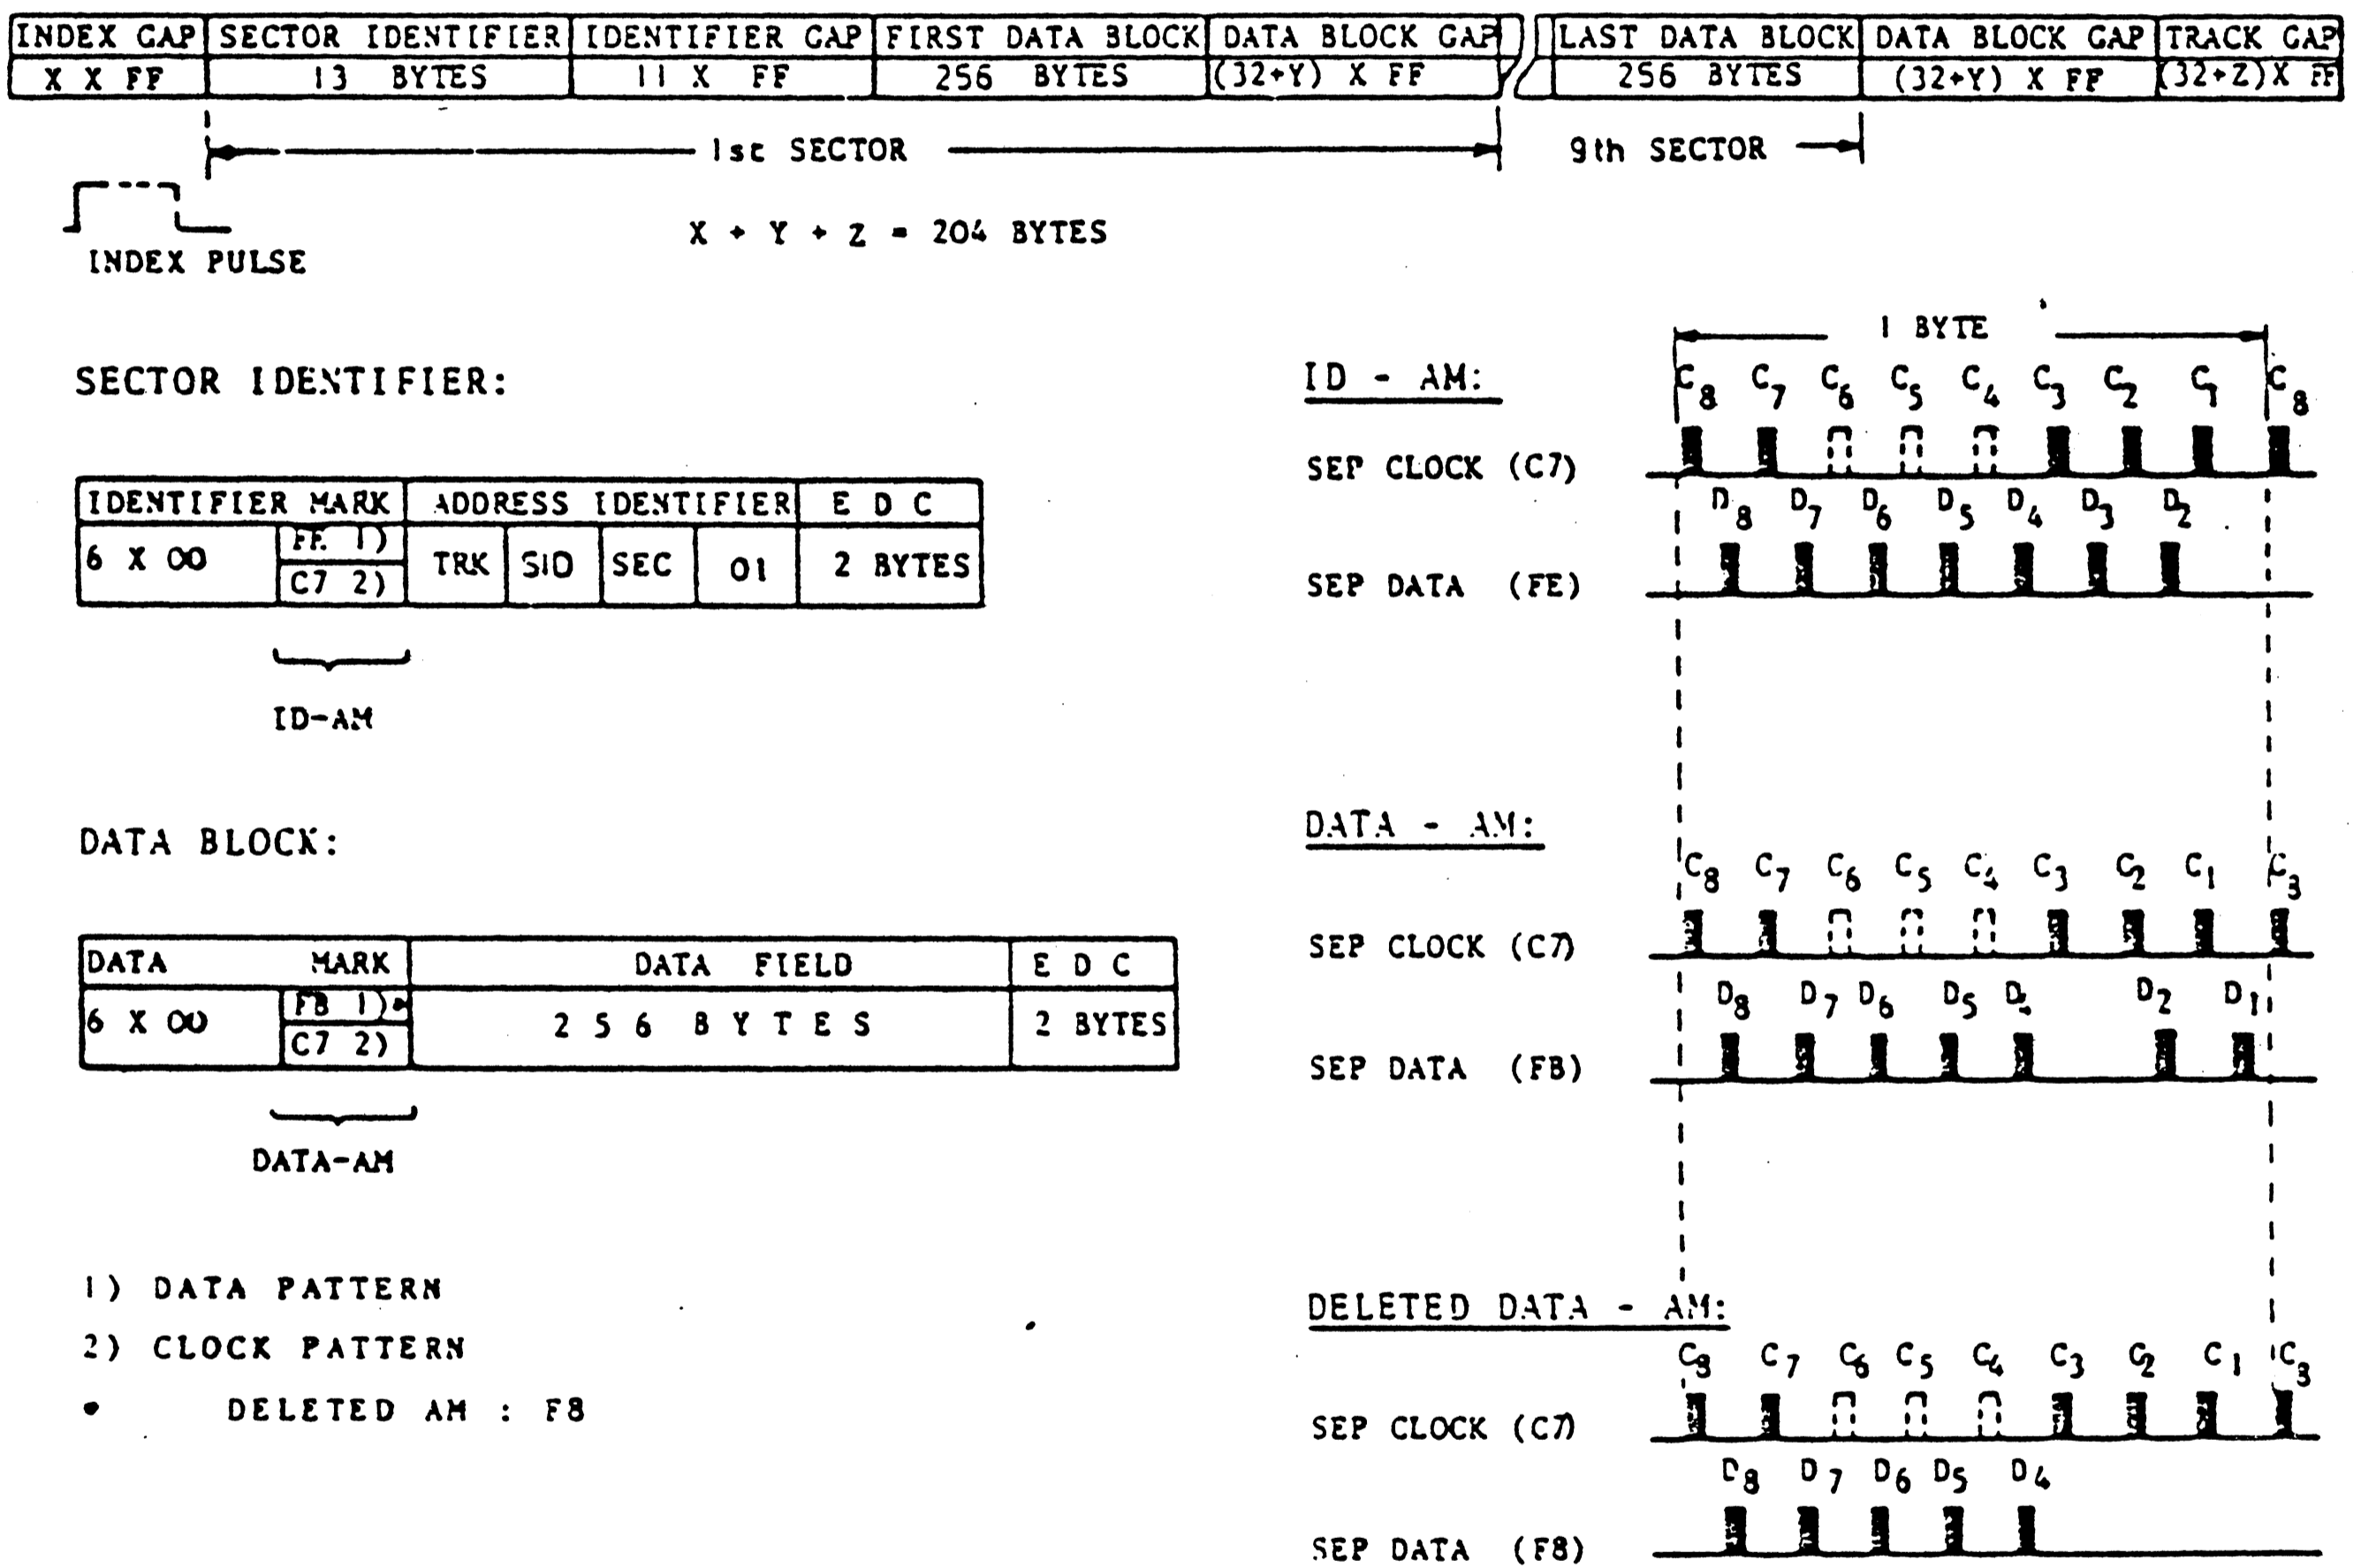 INDEX GAP SECTOR IDENTIFIER IDENTIFIER GAP FIRST DATA BLOCK DATA BLOCK GAP LAST DATA BLOCK DATA BLOCK GAP TRACK GAP
X X FF 13 BYTES 11 X FF 256 BYTES (32+Y) X FF 256 BYTES (32+Y) X FF (32+Z) X FF
1st SECTOR 9th SECTOR
X + Y + Z = 204 BYTES
INDEX PULSE
SECTOR IDENTIFIER:
IDENTIFIER MARK ADDRESS IDENTIFIER E D C
6 X 00 FE 1) C7 2) TRK SID SEC 01 2 BYTES
ID-AM
DATA BLOCK:
DATA MARK DATA FIELD E D C
6 X 00 FB 1)• C7 2) 2 5 6 B Y T E S 2 BYTES
DATA-AM
1) DATA PATTERN
2) CLOCK PATTERN
• DELETED AM : F8
1 BYTE
ID - AM:
C8 C7 C6 C5 C4 C3 C2 C1 C8
SEP CLOCK (C7)
D8 D7 D6 D5 D4 D3 D2
SEP DATA (FE)
DATA - AM:
C8 C7 C6 C5 C4 C3 C2 C1 C8
SEP CLOCK (C7)
D8 D7 D6 D5 D4 D2 D1
SEP DATA (FB)
DELETED DATA - AM:
C8 C7 C6 C5 C4 C3 C2 C1 C8
SEP CLOCK (C7)
D8 D7 D6 D5 D4
SEP DATA (F8)